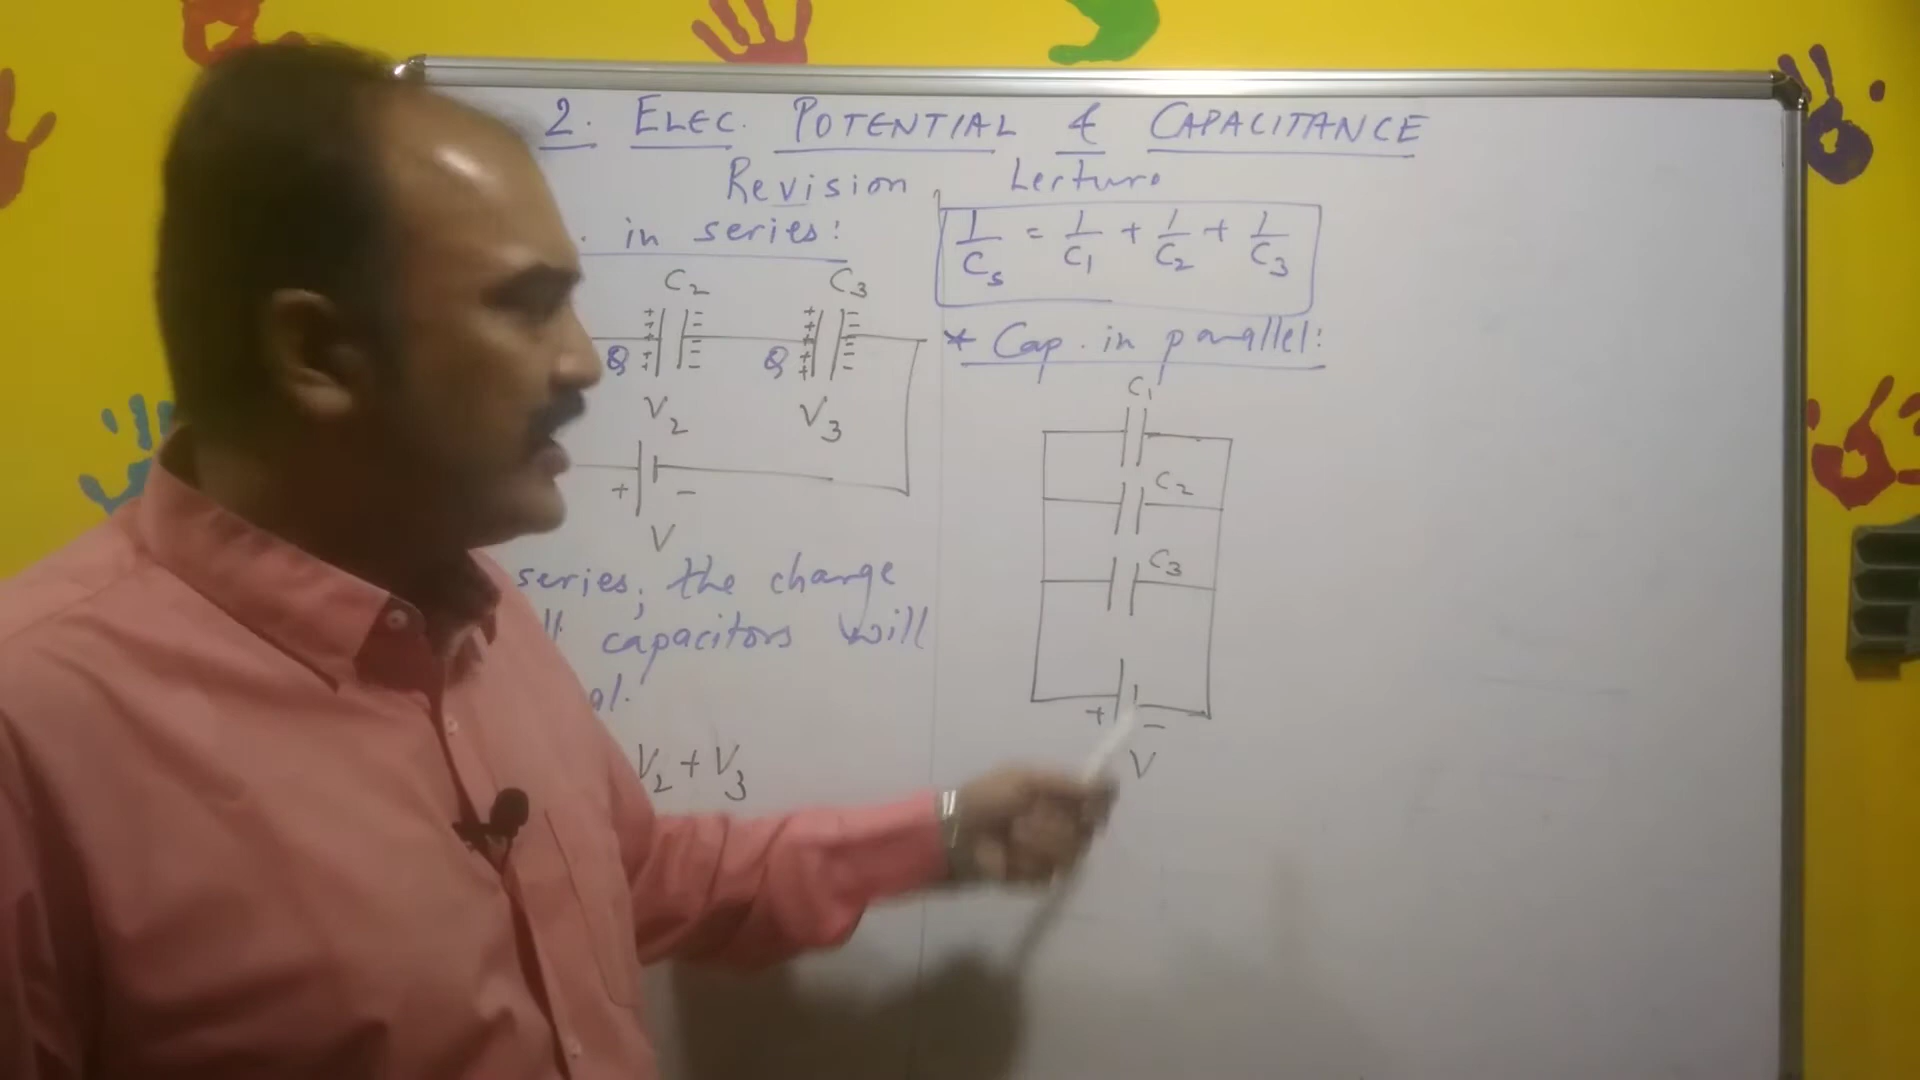 2. ELEC. POTENTIAL & CAPACITANCE
Revision Lecture
. in series:
C2 C3
+ + + + + - - - - - + + + + + - - - - -
Q Q
V2 V3
+ -
V
series, the charge
capacitors will
V2 + V3
1/Cs = 1/C1 + 1/C2 + 1/C3
* Cap. in parallel:
C1
C2
C3
+ -
V